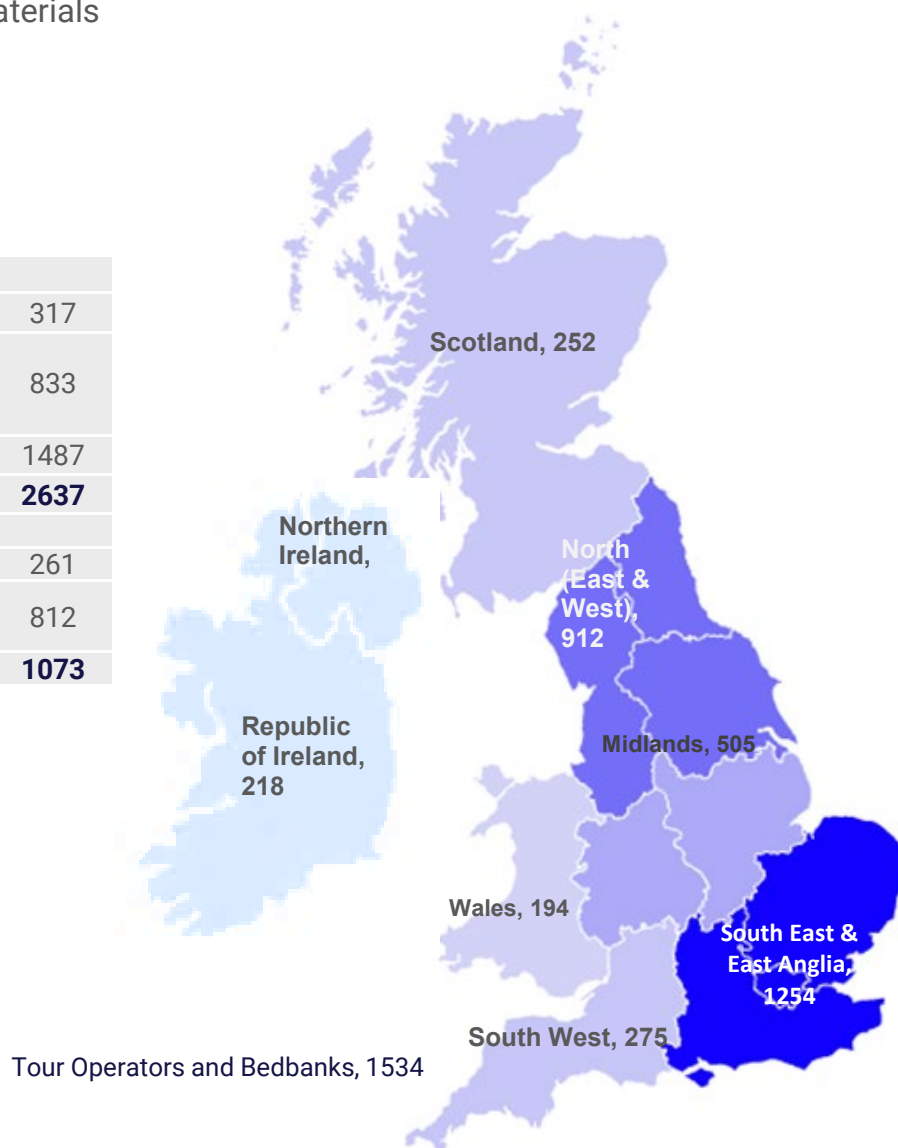 aterials
317
833
1487
2637
261
812
1073
Scotland, 252
Northern
Ireland,
North
(East &
West),
912
Republic
of Ireland,
218
Midlands, 505
Wales, 194
South East &
East Anglia,
1254
South West, 275
Tour Operators and Bedbanks, 1534